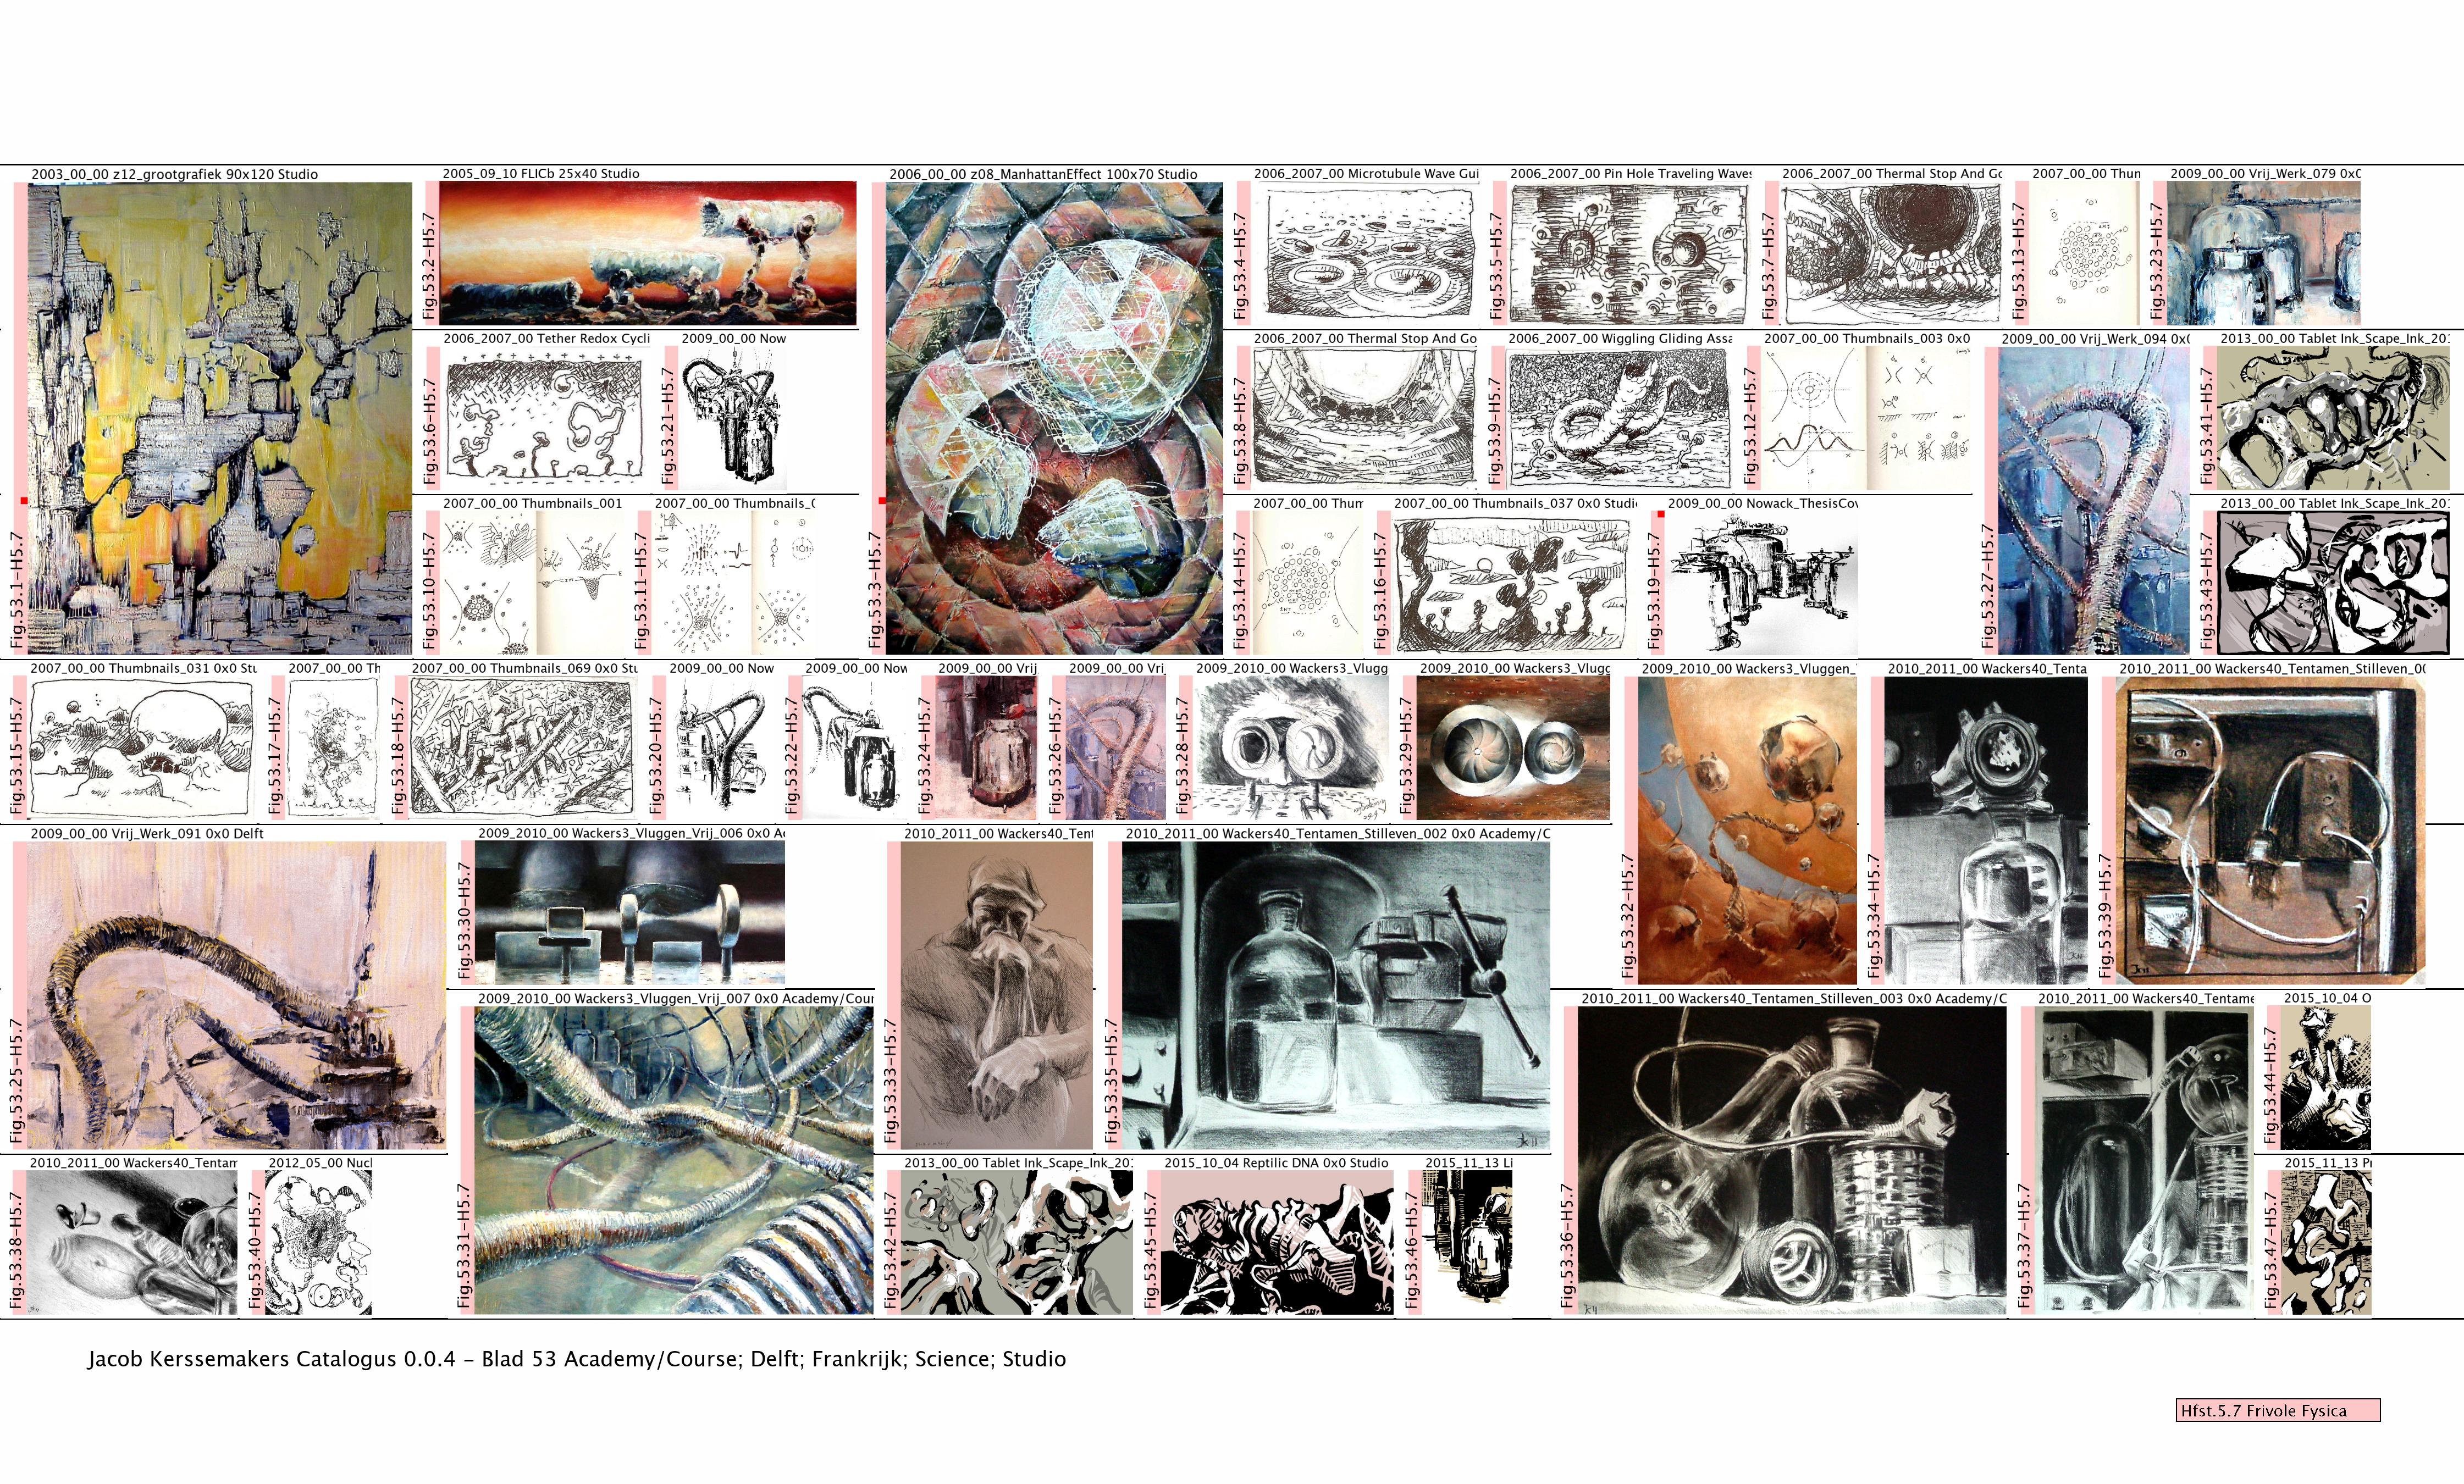 2003_00_00 z12_grootgrafiek 90x120 Studio
Fig.53.1-H5.7
2005_09_10 FLICb 25x40 Studio
Fig.53.2-H5.7
2006_00_00 z08_ManhattanEffect 100x70 Studio
Fig.53.3-H5.7
2006_2007_00 Microtubule Wave Gui
Fig.53.4-H5.7
2006_2007_00 Pin Hole Traveling Waves
Fig.53.5-H5.7
2006_2007_00 Thermal Stop And Go
Fig.53.7-H5.7
2007_00_00 Thun
Fig.53.13-H5.7
2009_00_00 Vrij_Werk_079 0x0
Fig.53.23-H5.7
2006_2007_00 Tether Redox Cycli
Fig.53.6-H5.7
2009_00_00 Now
Fig.53.21-H5.7
2006_2007_00 Thermal Stop And Go
Fig.53.8-H5.7
2006_2007_00 Wiggling Gliding Assa
Fig.53.9-H5.7
2007_00_00 Thumbnails_003 0x0
Fig.53.12-H5.7
2009_00_00 Vrij_Werk_094 0x0
Fig.53.27-H5.7
2013_00_00 Tablet Ink_Scape_Ink_201
Fig.53.41-H5.7
2007_00_00 Thumbnails_001
Fig.53.10-H5.7
2007_00_00 Thumbnails_0
Fig.53.11-H5.7
2007_00_00 Thum
Fig.53.14-H5.7
2007_00_00 Thumbnails_037 0x0 Studio
Fig.53.16-H5.7
2009_00_00 Nowack_ThesisCov
Fig.53.19-H5.7
2013_00_00 Tablet Ink_Scape_Ink_201
Fig.53.43-H5.7
2007_00_00 Thumbnails_031 0x0 Stu
Fig.53.15-H5.7
2007_00_00 Th
Fig.53.17-H5.7
2007_00_00 Thumbnails_069 0x0 Stu
Fig.53.18-H5.7
2009_00_00 Now
Fig.53.20-H5.7
2009_00_00 Now
Fig.53.22-H5.7
2009_00_00 Vrij
Fig.53.24-H5.7
2009_00_00 Vrij
Fig.53.26-H5.7
2009_2010_00 Wackers3_Vlugg
Fig.53.28-H5.7
2009_2010_00 Wackers3_Vlugg
Fig.53.29-H5.7
2009_2010_00 Wackers3_Vluggen_
Fig.53.32-H5.7
2010_2011_00 Wackers40_Tenta
Fig.53.34-H5.7
2010_2011_00 Wackers40_Tentamen_Stilleven_00
Fig.53.39-H5.7
2009_00_00 Vrij_Werk_091 0x0 Delft
Fig.53.25-H5.7
2009_2010_00 Wackers3_Vluggen_Vrij_006 0x0 Ac
Fig.53.30-H5.7
2010_2011_00 Wackers40_Tent
Fig.53.33-H5.7
2010_2011_00 Wackers40_Tentamen_Stilleven_002 0x0 Academy/C
Fig.53.35-H5.7
2009_2010_00 Wackers3_Vluggen_Vrij_007 0x0 Academy/Cour
Fig.53.31-H5.7
2010_2011_00 Wackers40_Tentamen_Stilleven_003 0x0 Academy/C
Fig.53.36-H5.7
2010_2011_00 Wackers40_Tentame
Fig.53.37-H5.7
2015_10_04 O
Fig.53.44-H5.7
2010_2011_00 Wackers40_Tentam
Fig.53.38-H5.7
2012_05_00 Nucl
Fig.53.40-H5.7
2013_00_00 Tablet Ink_Scape_Ink_201
Fig.53.42-H5.7
2015_10_04 Reptilic DNA 0x0 Studio
Fig.53.45-H5.7
2015_11_13 Li
Fig.53.46-H5.7
2015_11_13 Pr
Fig.53.47-H5.7
Jacob Kerssemakers Catalogus 0.0.4 – Blad 53 Academy/Course; Delft; Frankrijk; Science; Studio
Hfst.5.7 Frivole Fysica